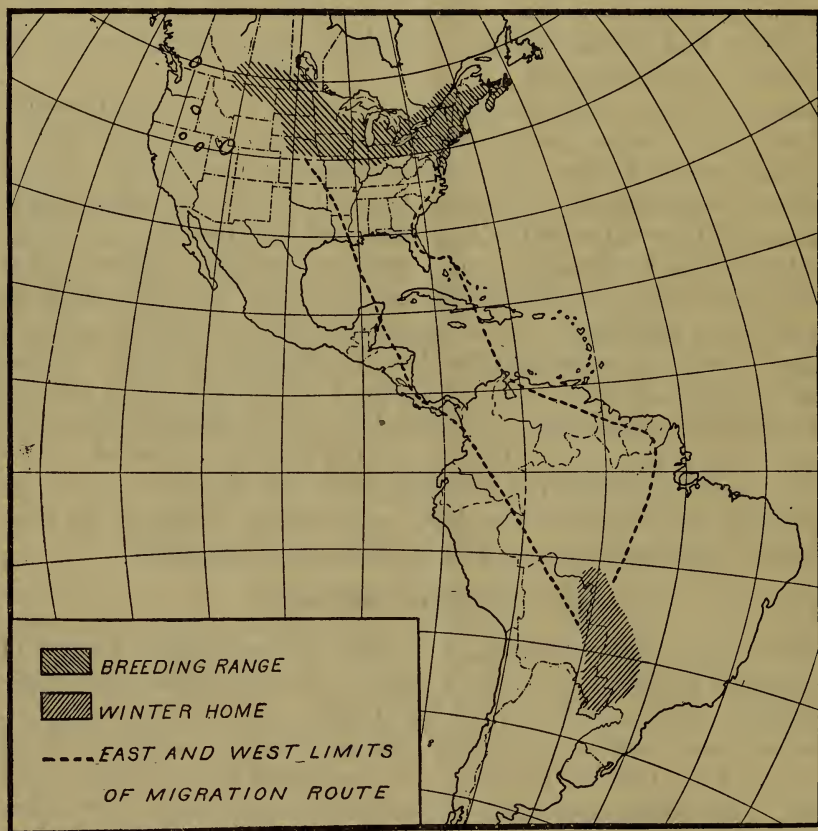 BREEDING RANGE
WINTER HOME
EAST AND WEST LIMITS
OF MIGRATION ROUTE